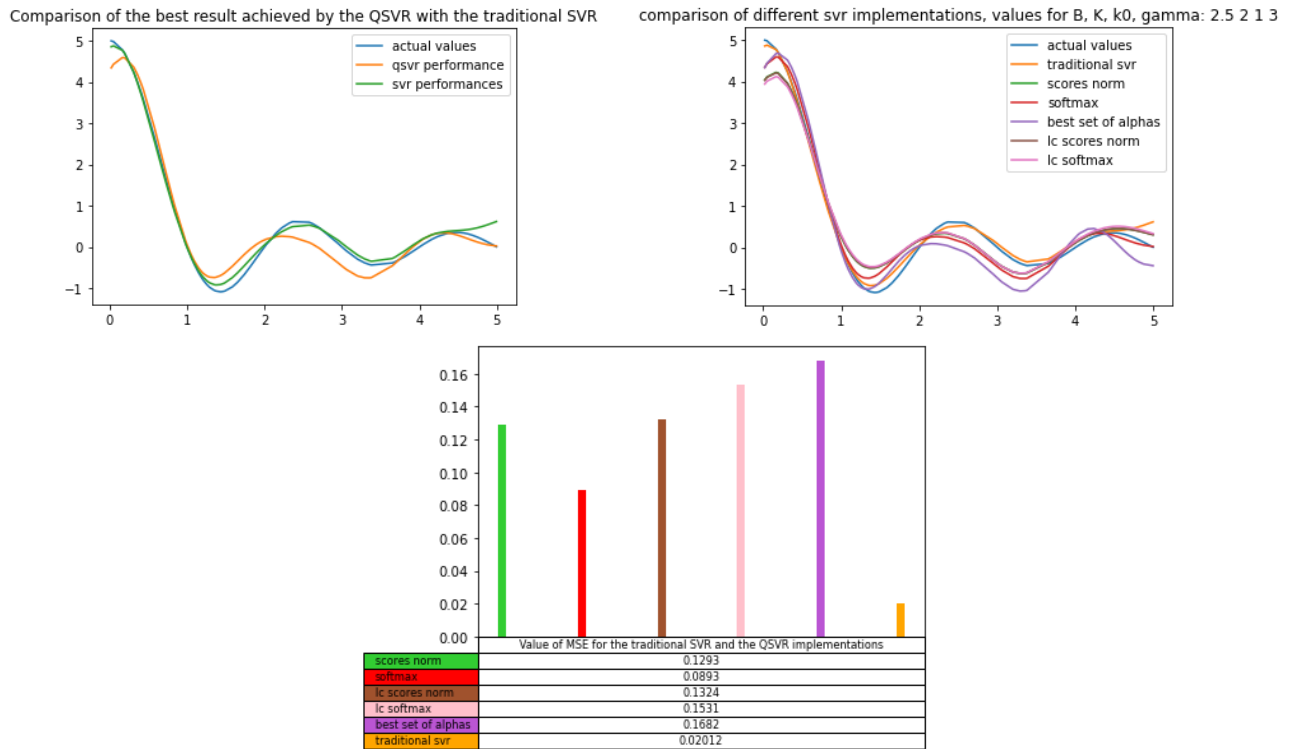 Comparison of the best result achieved by the QSVR with the traditional SVR
5
4
3
2
1
0
−1
0 1 2 3 4 5
actual values
qsvr performance
svr performances
comparison of different svr implementations, values for B, K, k0, gamma: 2.5 2 1 3
5
4
3
2
1
0
−1
0 1 2 3 4 5
actual values
traditional svr
scores norm
softmax
best set of alphas
lc scores norm
lc softmax
0.16
0.14
0.12
0.10
0.08
0.06
0.04
0.02
0.00
Value of MSE for the traditional SVR and the QSVR implementations
scores norm 0.1293
softmax 0.0893
lc scores norm 0.1324
lc softmax 0.1531
best set of alphas 0.1682
traditional svr 0.02012